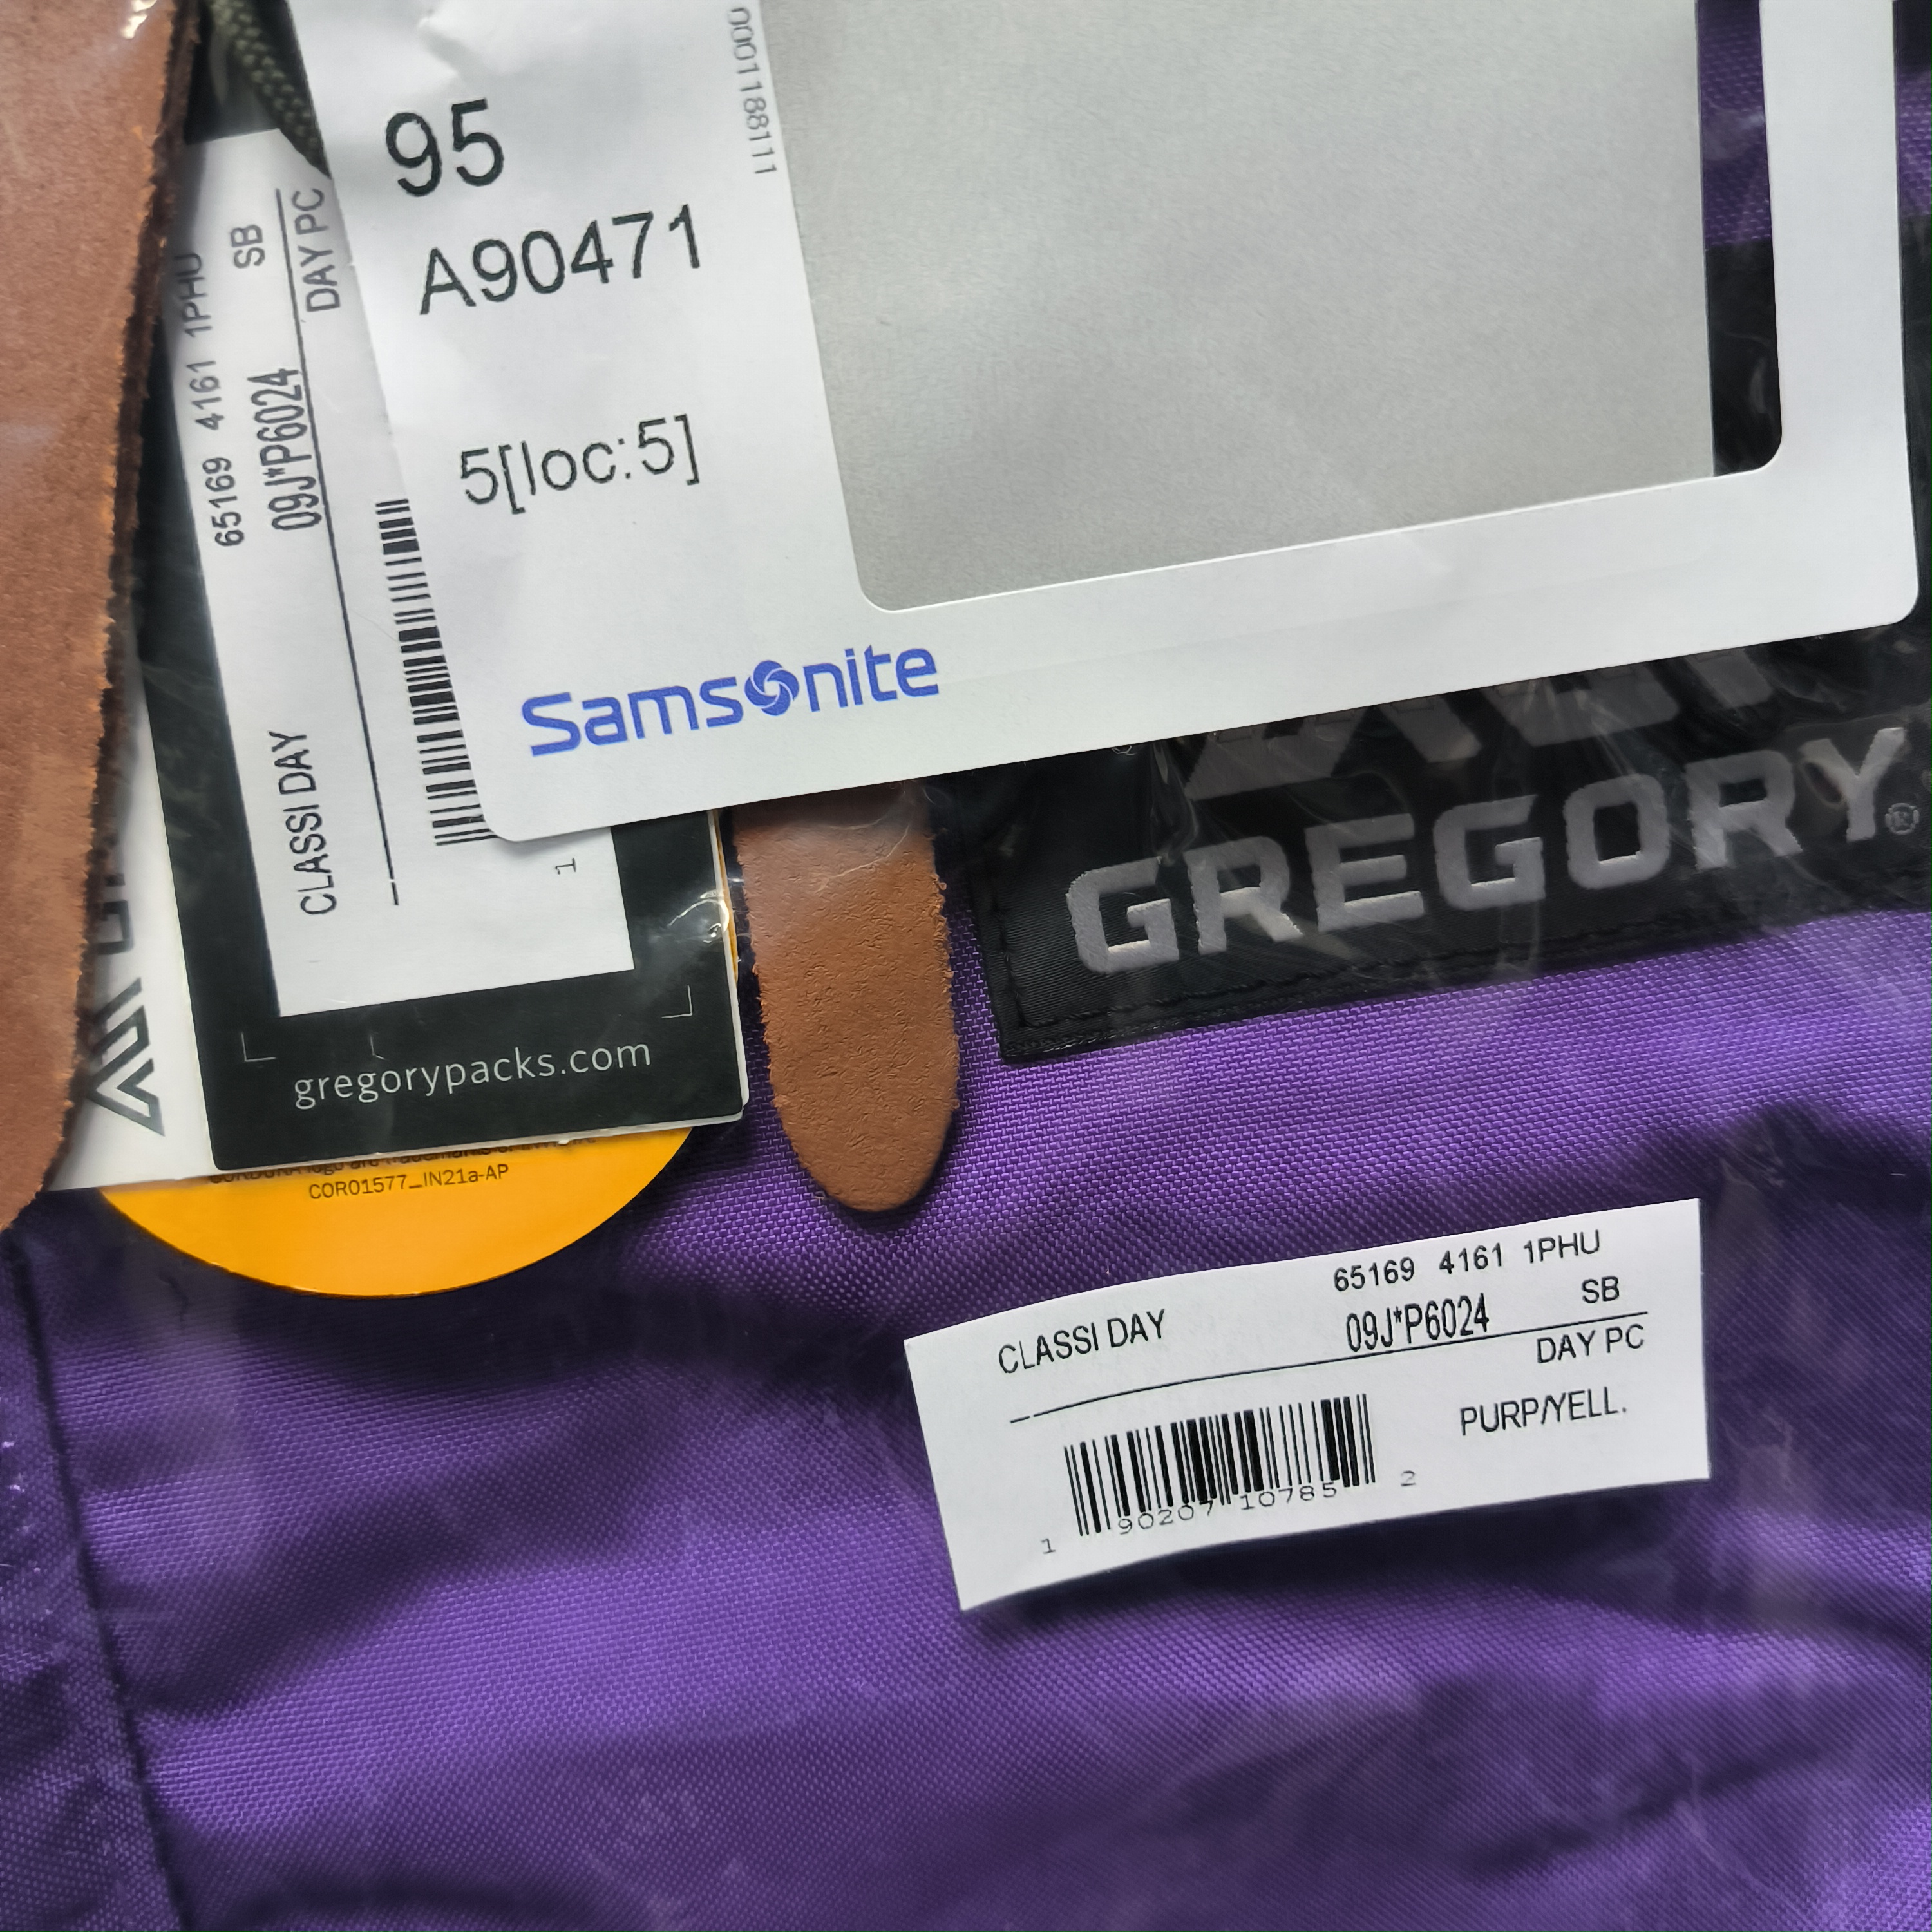 0001188111
95
A90471
5[loc:5]
Samsonite
65169 4161 1PHU
SB
09J*P6024
DAY PC
CLASSI DAY
1
gregorypacks.com
COR01577_IN21a-AP
GREGORY®
65169 4161 1PHU
SB
CLASSI DAY 09J*P6024
DAY PC
PURP/YELL.
1 90207 10785 2